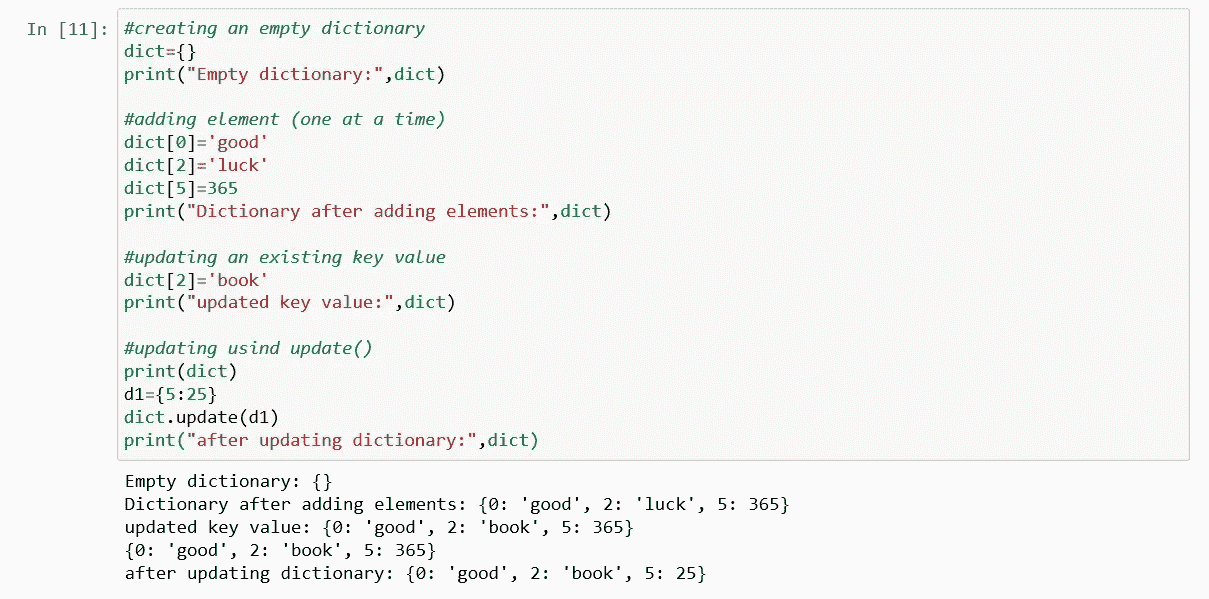 In [11]: #creating an empty dictionary
dict={}
print("Empty dictionary:",dict)
#adding element (one at a time)
dict[0]='good'
dict[2]='luck'
dict[5]=365
print("Dictionary after adding elements:",dict)
#updating an existing key value
dict[2]='book'
print("updated key value:",dict)
#updating usind update()
print(dict)
d1={5:25}
dict.update(d1)
print("after updating dictionary:",dict)
Empty dictionary: {}
Dictionary after adding elements: {0: 'good', 2: 'luck', 5: 365}
updated key value: {0: 'good', 2: 'book', 5: 365}
{0: 'good', 2: 'book', 5: 365}
after updating dictionary: {0: 'good', 2: 'book', 5: 25}